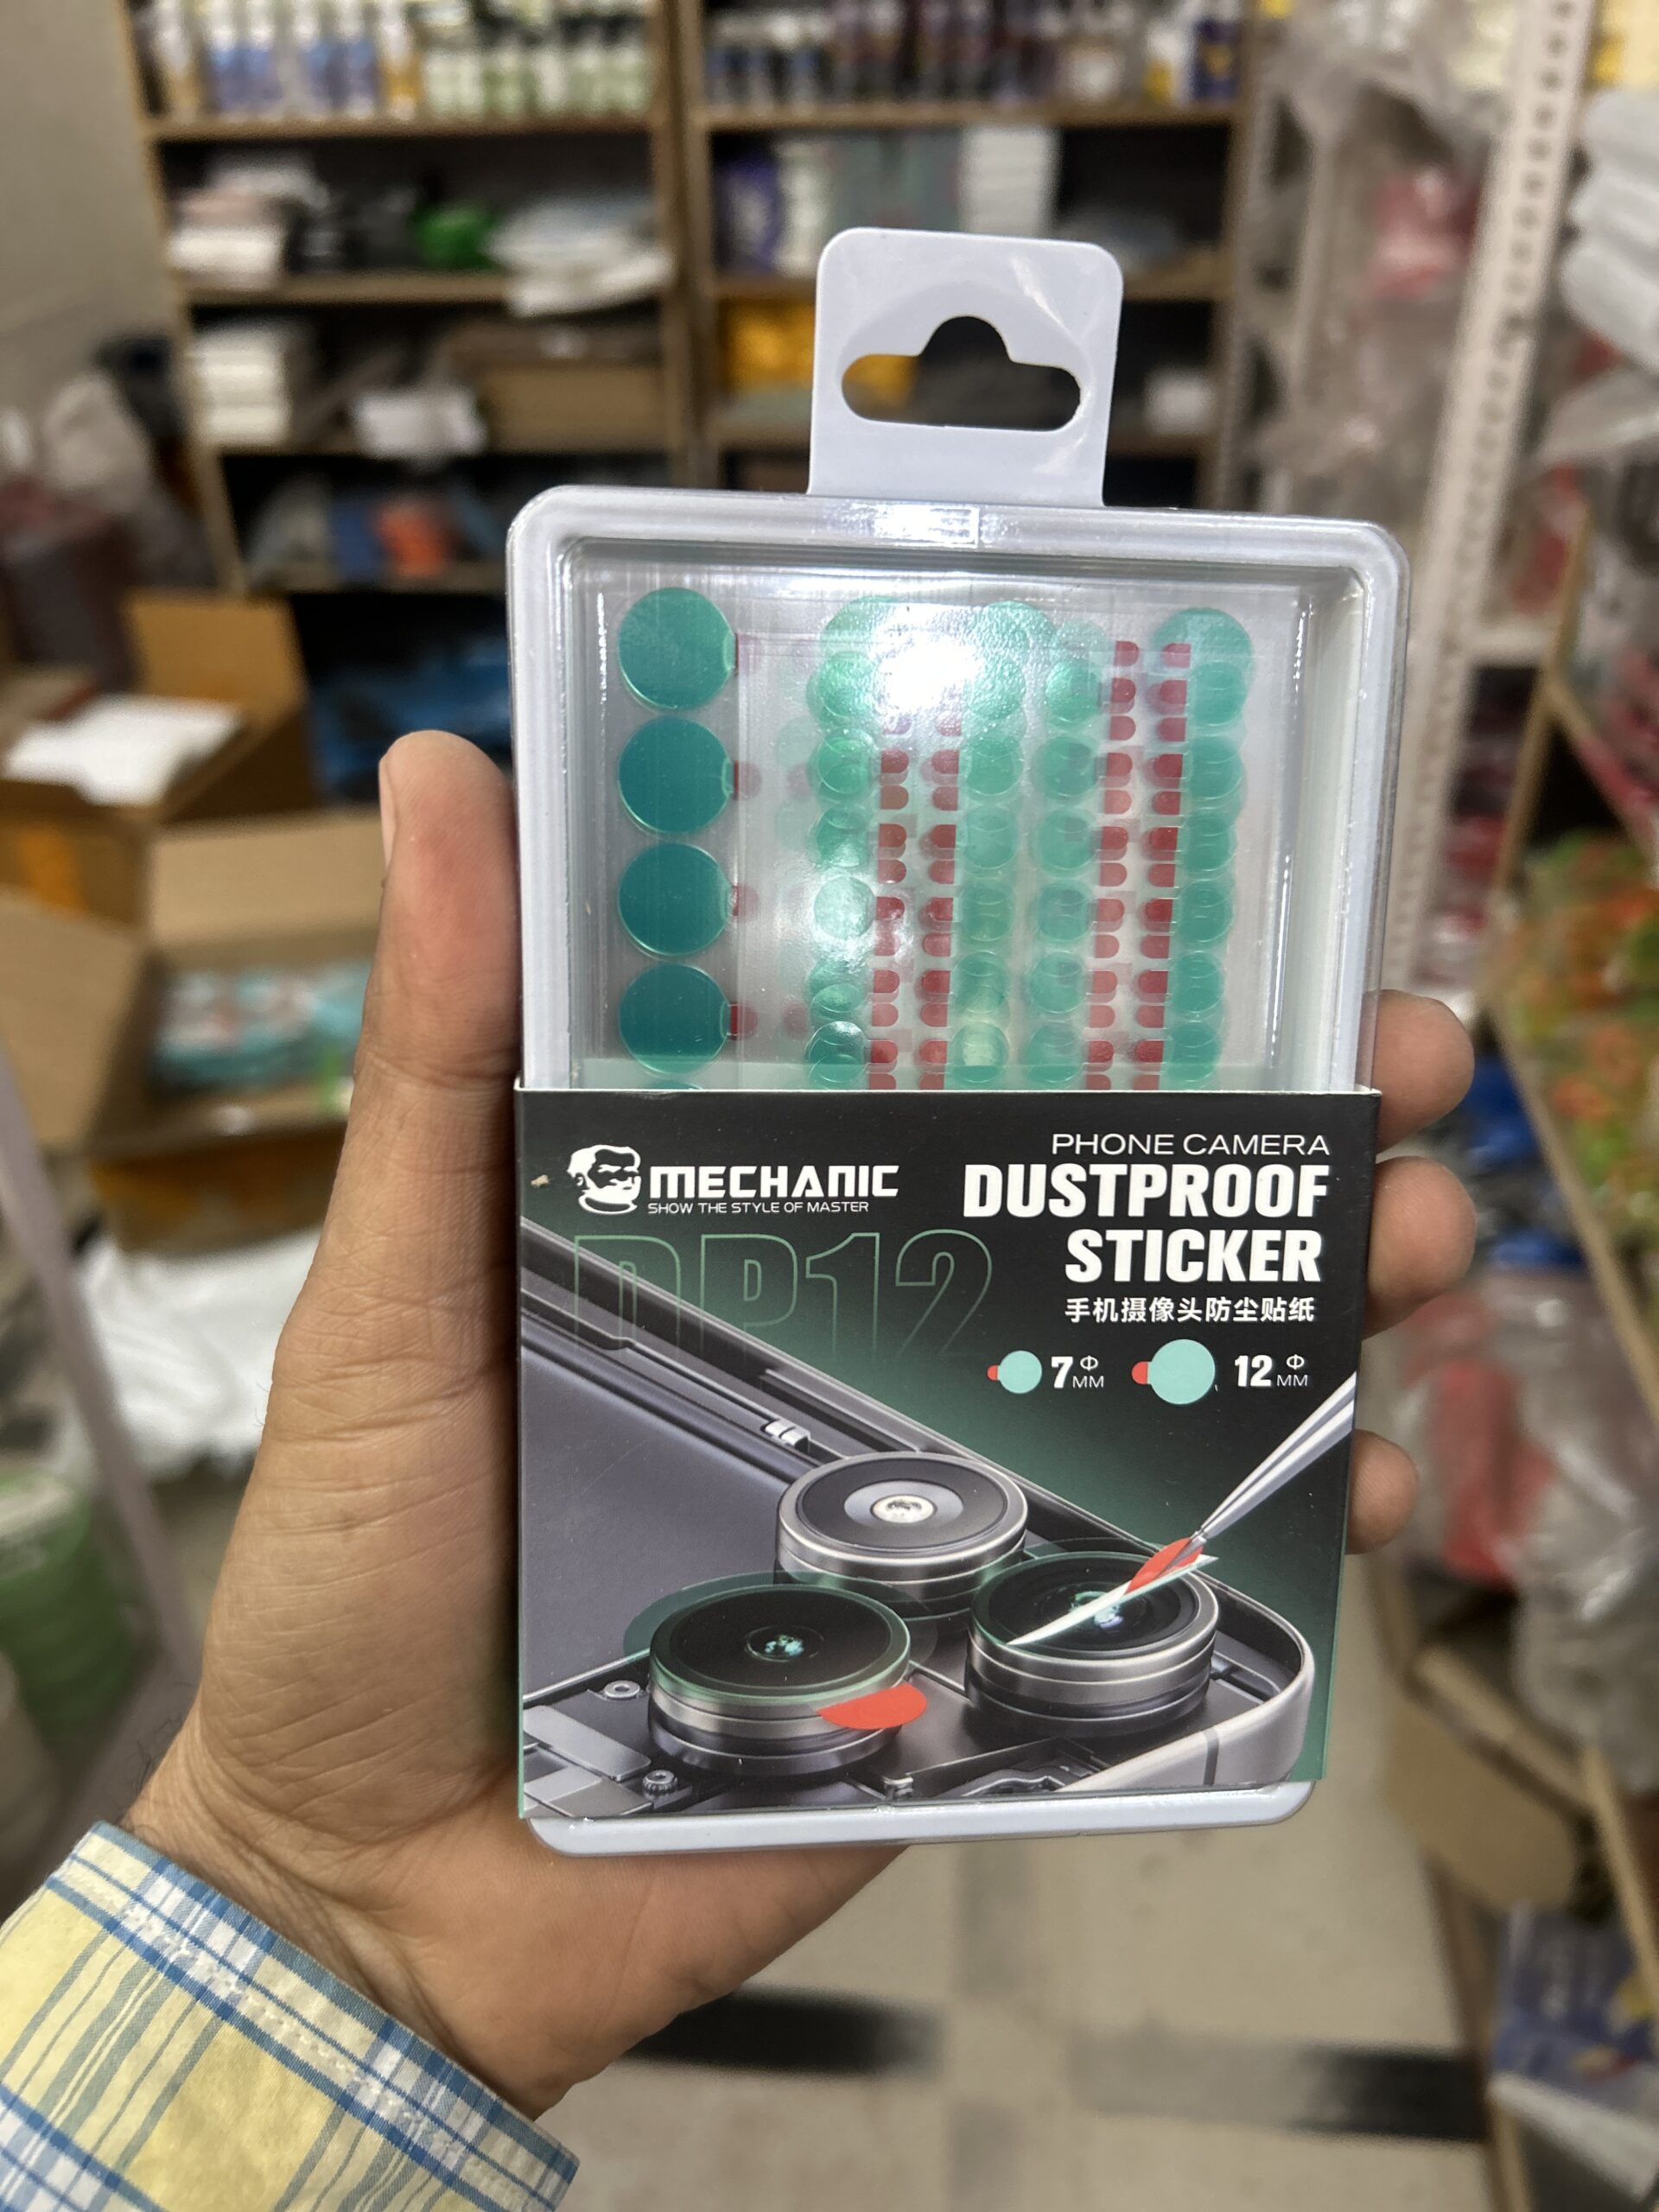 MECHANIC
SHOW THE STYLE OF MASTER
PHONE CAMERA
DUSTPROOF
STICKER
手机摄像头防尘贴纸
DP12
7 Φ MM
12 Φ MM